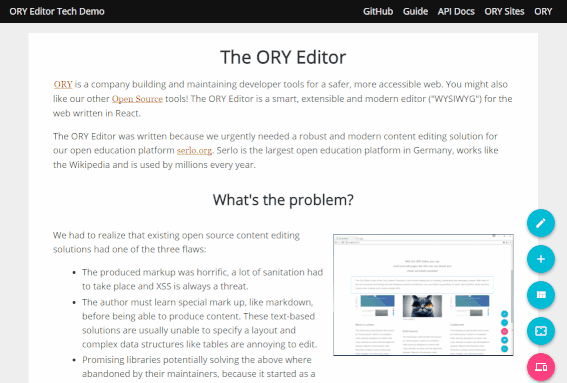 ORY Editor Tech Demo GitHub Guide API Docs ORY Sites ORY
The ORY Editor
ORY is a company building and maintaining developer tools for a safer, more accessible web. You might also
like our other Open Source tools! The ORY Editor is a smart, extensible and modern editor ("WYSIWYG") for the
web written in React.
The ORY Editor was written because we urgently needed a robust and modern content editing solution for
our open education platform serlo.org. Serlo is the largest open education platform in Germany, works like
the Wikipedia and is used by millions every year.
What's the problem?
We had to realize that existing open source content editing
solutions had one of the three flaws:
• The produced markup was horrific, a lot of sanitation had
to take place and XSS is always a threat.
• The author must learn special mark up, like markdown,
before being able to produce content. These text-based
solutions are usually unable to specify a layout and
complex data structures like tables are annoying to edit.
• Promising libraries potentially solving the above where
abandoned by their maintainers, because it started as a